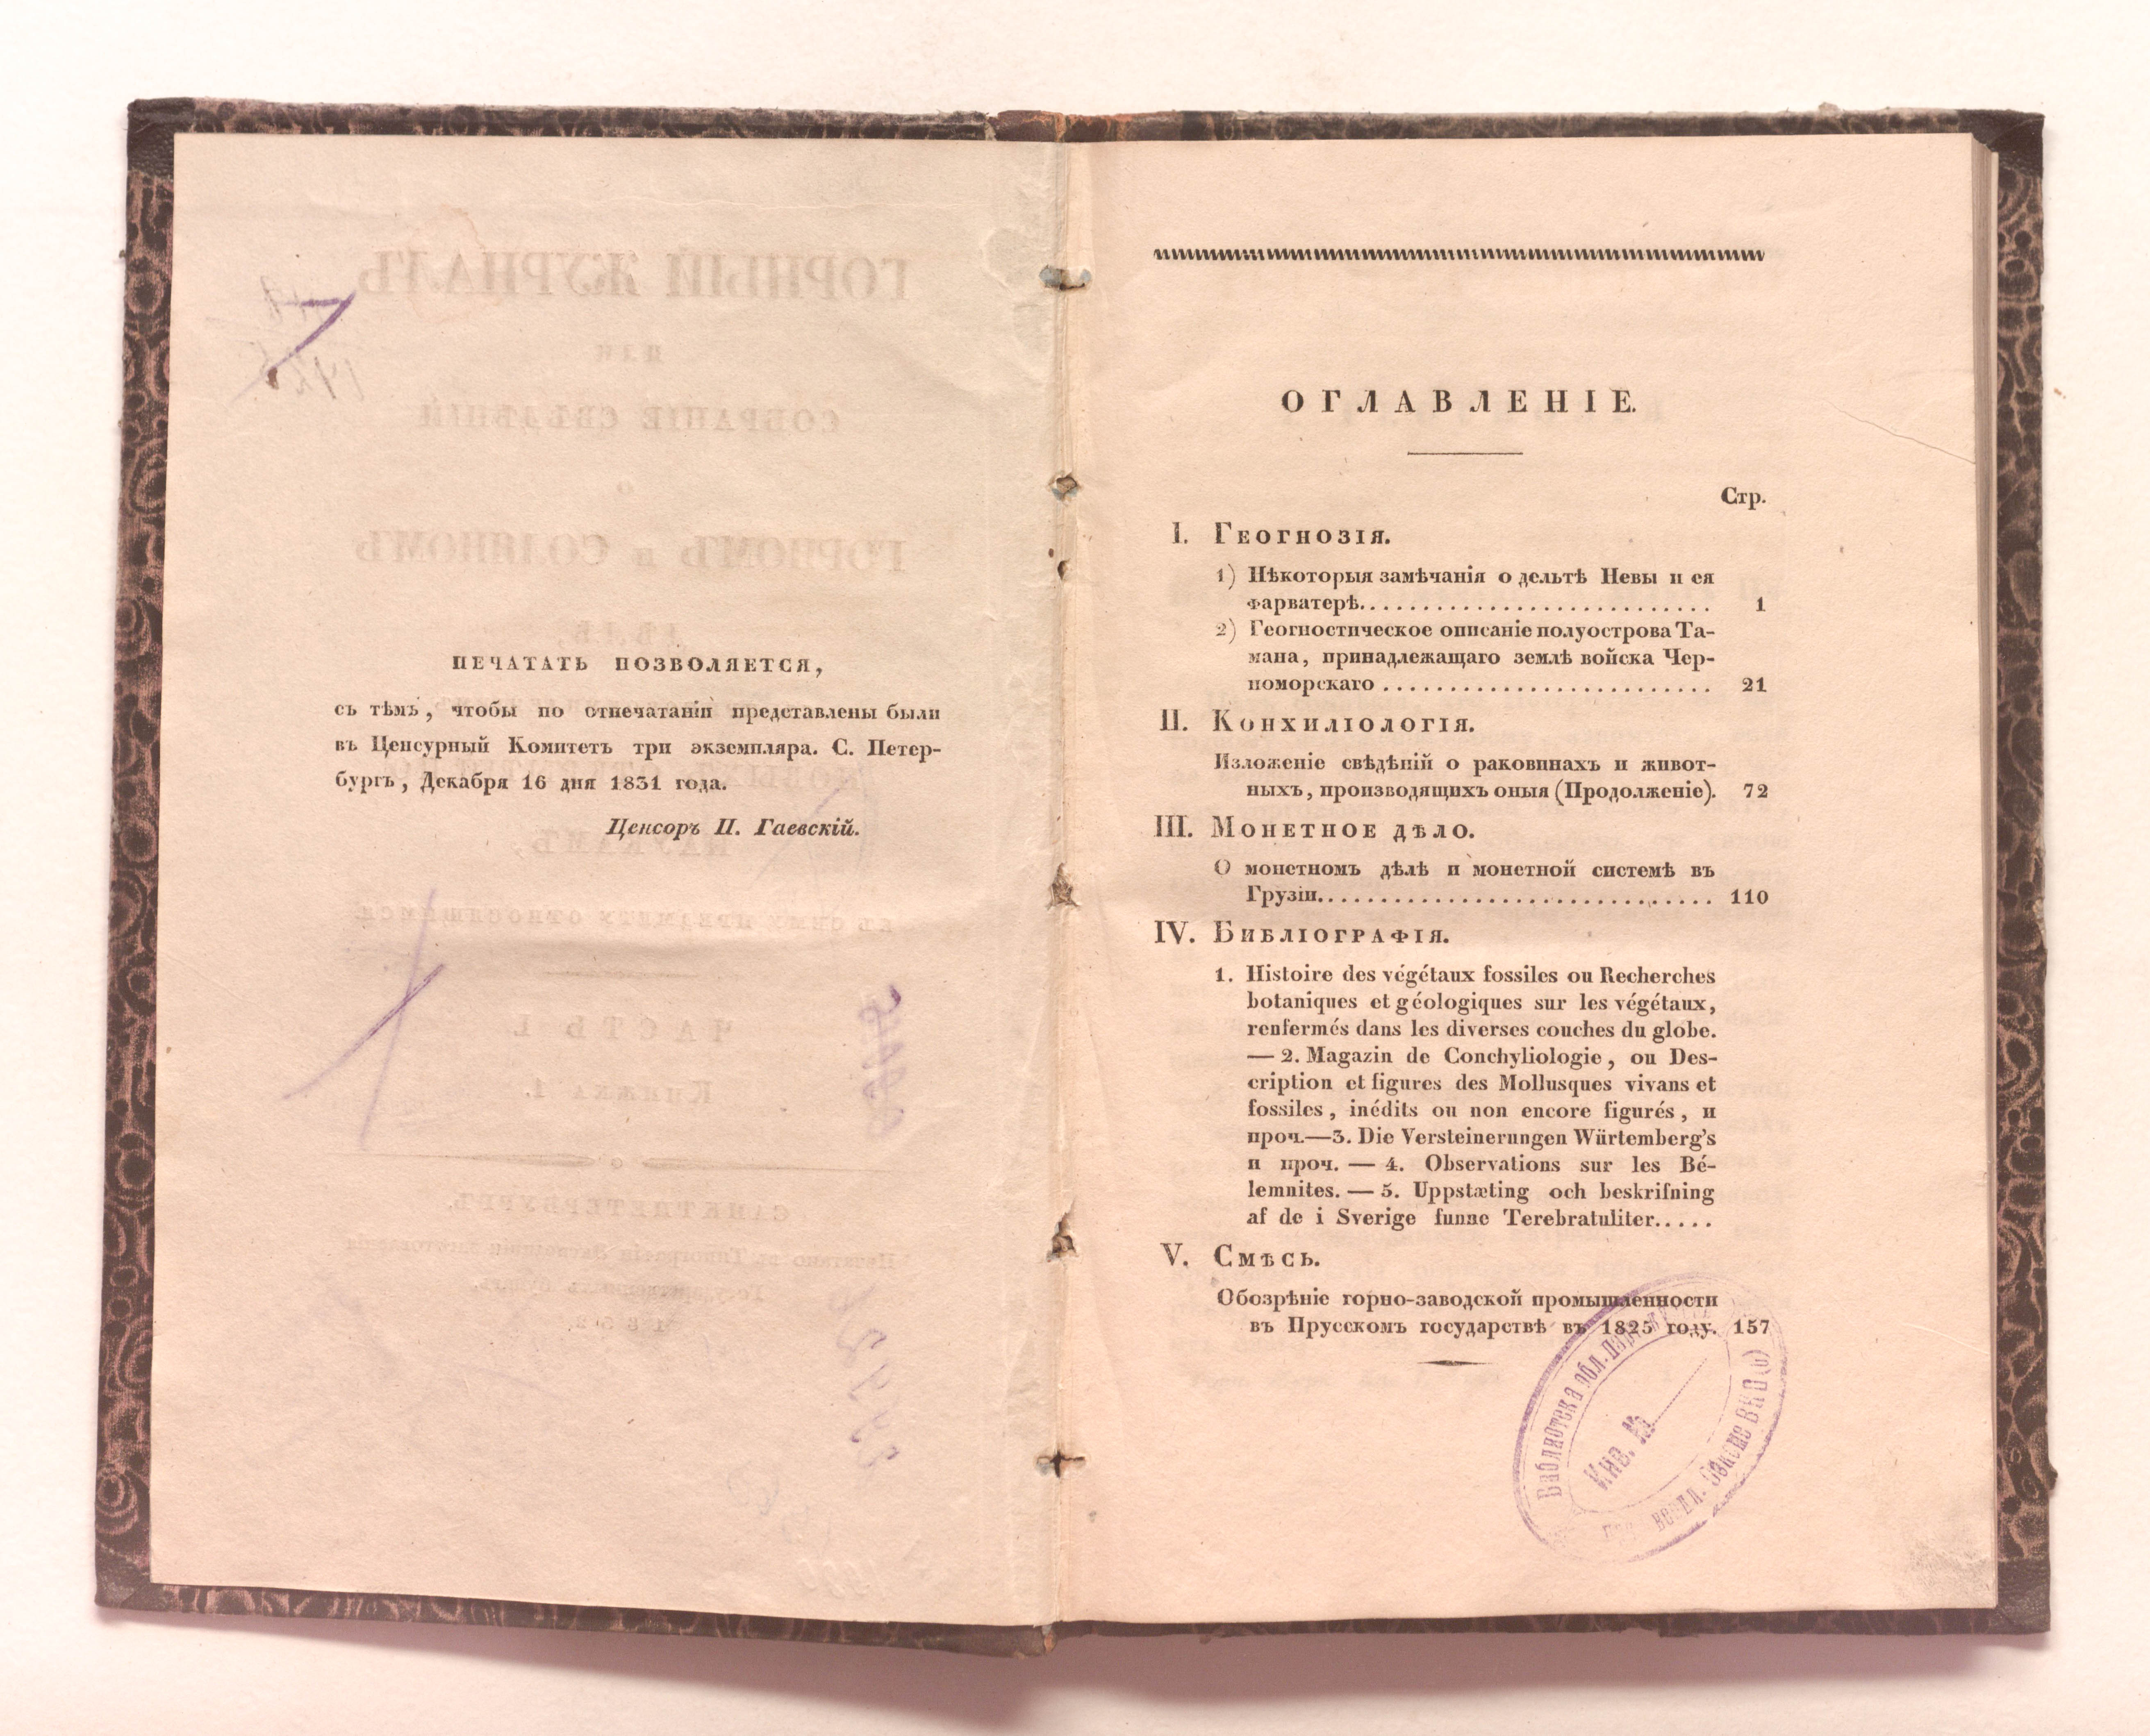 ПЕЧАТАТЬ ПОЗВОЛЯЕТСЯ,
съ тѣмъ, чтобы по отпечатаніи представлены были
въ Ценсурный Комитетъ три экземпляра. С. Петер-
бургъ, Декабря 16 дня 1831 года.
Ценсоръ П. Гаевскій.
ОГЛАВЛЕНІЕ.
Стр.
I. Геогнозія.
1) Нѣкоторыя замѣчанія о дельтѣ Невы и ея
фарватерѣ........................... 1
2) Геогностическое описаніе полуострова Та-
мана, принадлежащаго землѣ войска Чер-
номорскаго ......................... 21
II. Конхиліологія.
Изложеніе свѣдѣній о раковинахъ и живот-
ныхъ, производящихъ оныя (Продолженіе). 72
III. Монетное дѣло.
О монетномъ дѣлѣ и монетной системѣ въ
Грузіи.............................. 110
IV. Библіографія.
1. Histoire des végétaux fossiles ou Recherches
botaniques et géologiques sur les végétaux,
renfermés dans les diverses couches du globe.
— 2. Magazin de Conchyliologie, ou Des-
cription et figures des Mollusques vivans et
fossiles, inédits ou non encore figurés, и
проч.—3. Die Versteinerungen Würtemberg's
и проч. — 4. Observations sur les Bé-
lemnites. — 5. Uppstæting och beskrifning
af de i Sverige funne Terebratuliter.....
V. Смѣсь.
Обозрѣніе горно-заводской промышленности
въ Прусскомъ государствѣ въ 1825 году. 157
Библиотека обл.
Инв. №